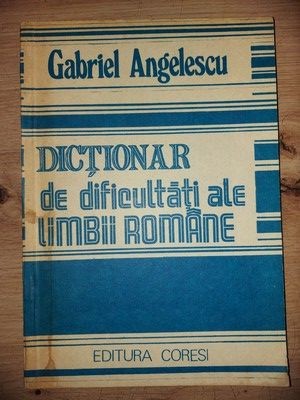 Gabriel Angelescu
DICȚIONAR
de dificultăți ale
limbii ROMÂNE
EDITURA CORESI